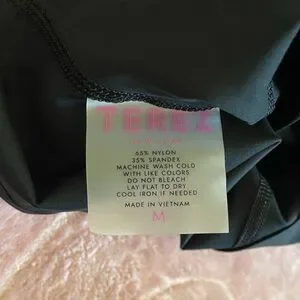 TEREZ
65% NYLON
35% SPANDEX
MACHINE WASH COLD
WITH LIKE COLORS
DO NOT BLEACH
LAY FLAT TO DRY
COOL IRON IF NEEDED
MADE IN VIETNAM
M